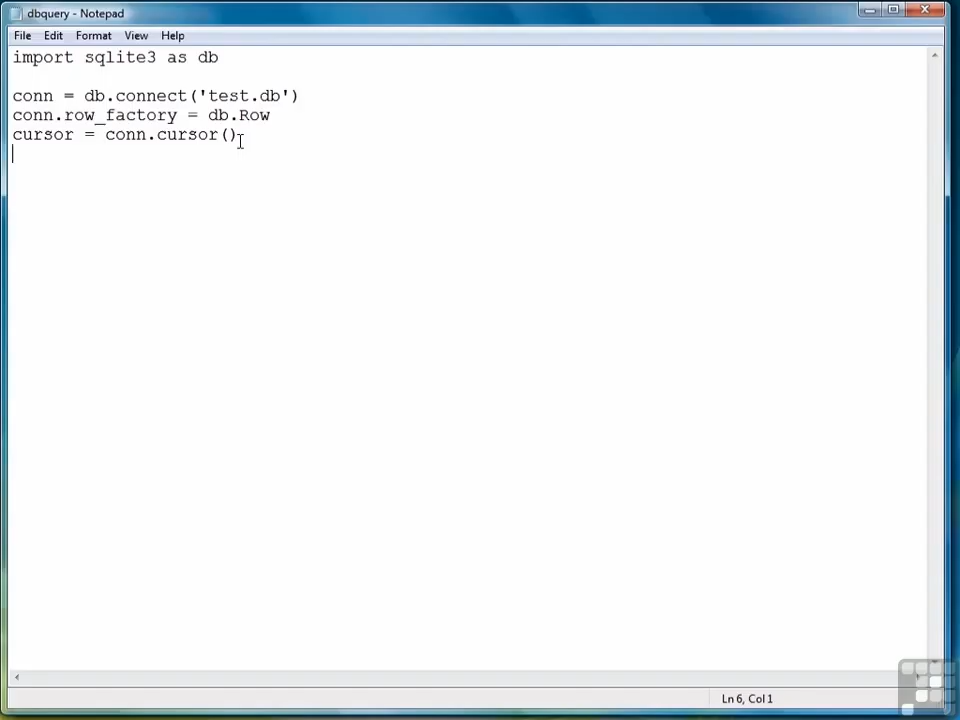 dbquery - Notepad
File Edit Format View Help
import sqlite3 as db
conn = db.connect('test.db')
conn.row_factory = db.Row
cursor = conn.cursor()
Ln 6, Col 1